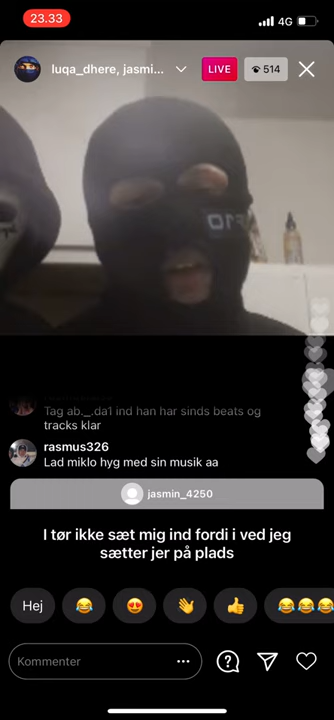 23.33
4G
luqa_dhere, jasmi...
LIVE
514
Tag ab._.da1 ind han har sinds beats og
tracks klar
rasmus326
Lad miklo hyg med sin musik aa
jasmin_4250
I tør ikke sæt mig ind fordi i ved jeg
sætter jer på plads
Hej
Kommenter